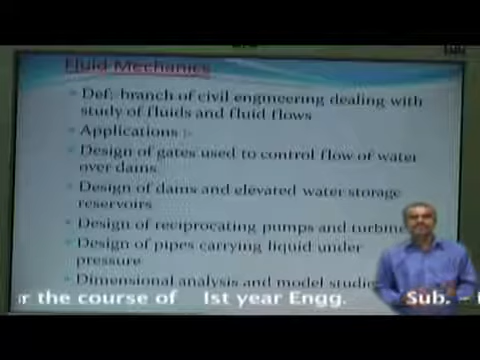 Fluid Mechanics
Def: branch of civil engineering dealing with
study of fluids and fluid flows
Applications :-
Design of gates used to control flow of water
over dams
Design of dams and elevated water storage
reservoirs
Design of reciprocating pumps and turbine
Design of pipes carrying liquid under
pressure
Dimensional analysis and model studi
r the course of Ist year Engg. Sub. –